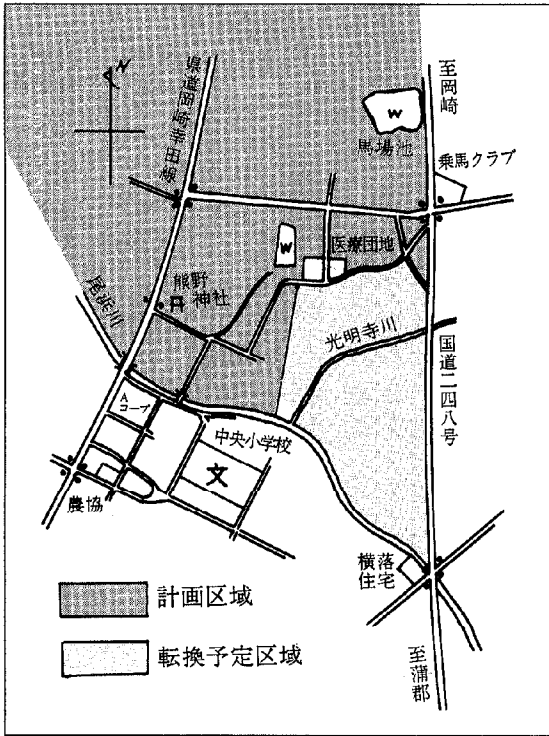 N
県道岡崎幸田線
至岡崎
W
馬場池
乗馬クラブ
W
医療団地
熊野
神社
尾浜川
光明寺川
国道二四八号
A
コープ
中央小学校
文
農協
横落
住宅
計画区域
転換予定区域
至蒲郡